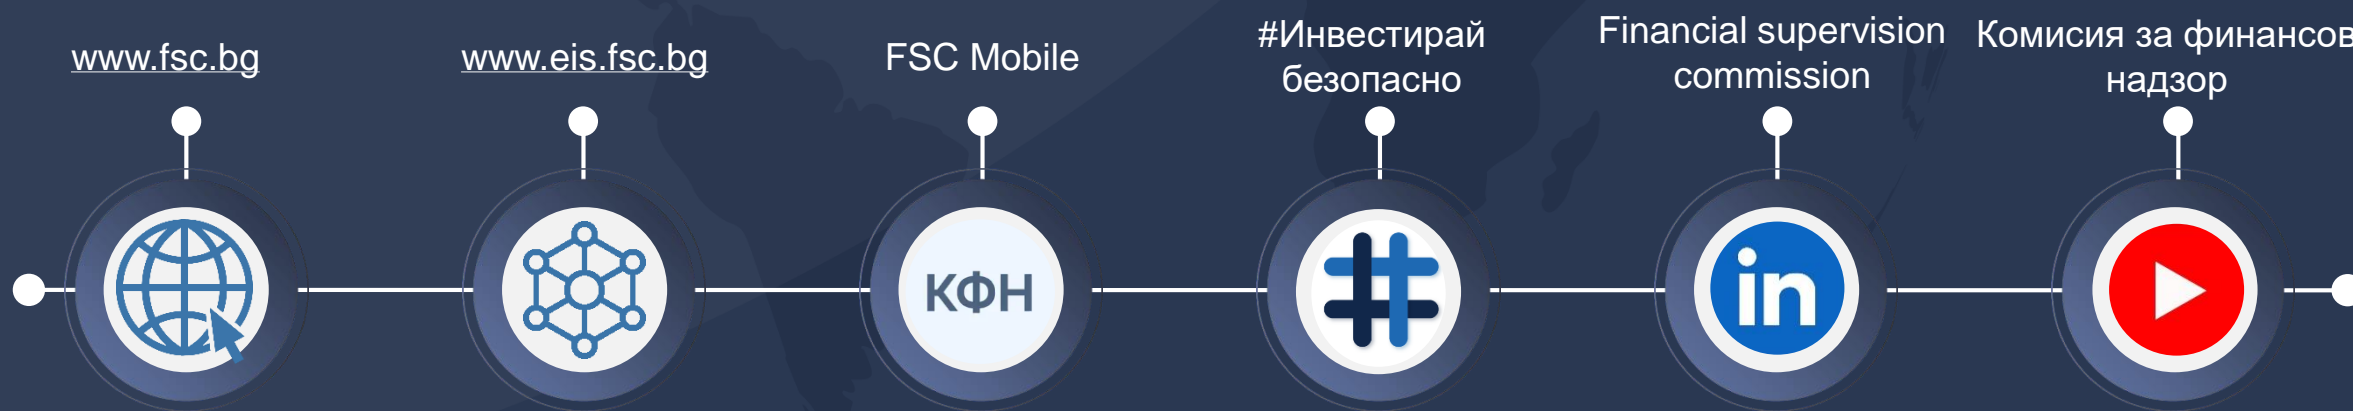 www.fsc.bg
www.eis.fsc.bg
FSC Mobile
#Инвестирай
безопасно
Financial supervision
commission
Комисия за финансов
надзор
КФН
in